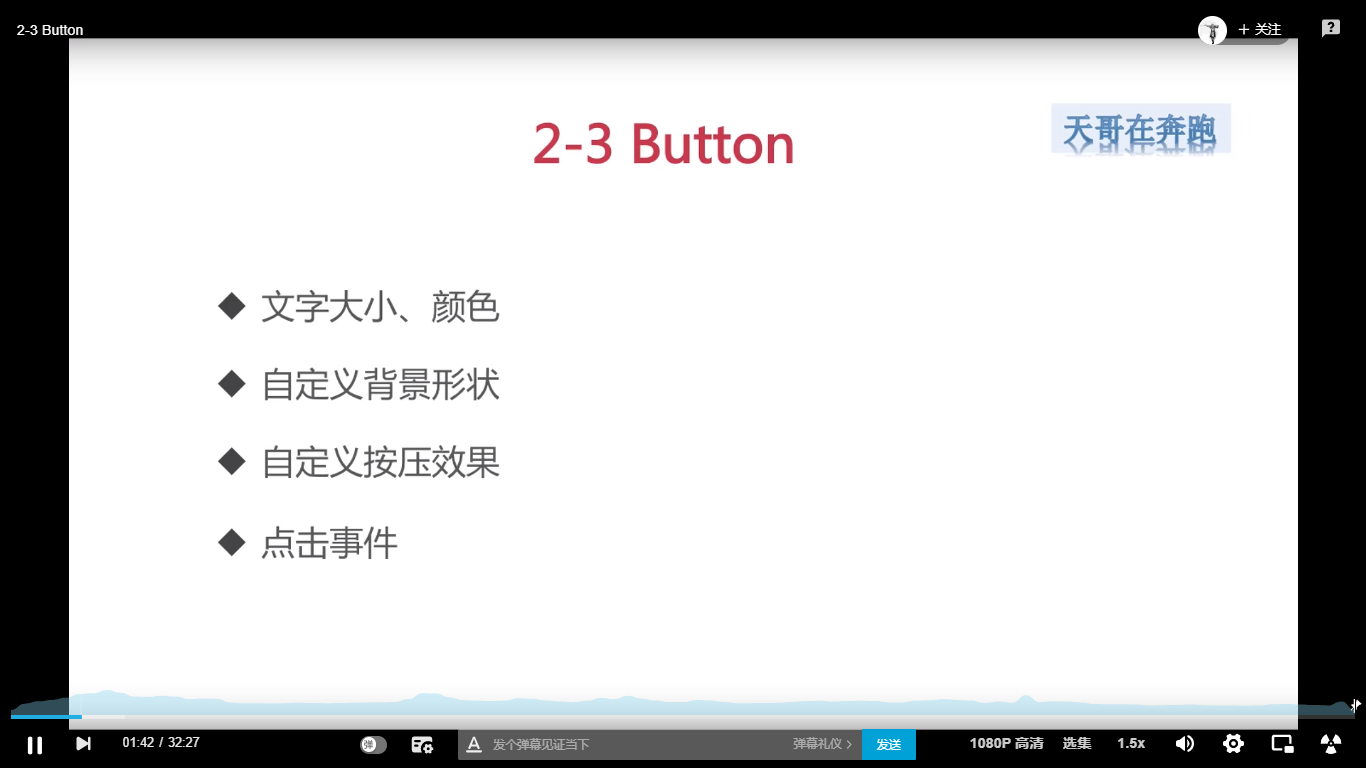 2-3 Button
+ 关注
2-3 Button
天哥在奔跑
文字大小、颜色
自定义背景形状
自定义按压效果
点击事件
01:42 / 32:27
弹
A 发个弹幕见证当下
弹幕礼仪 >
发送
1080P 高清
选集
1.5x